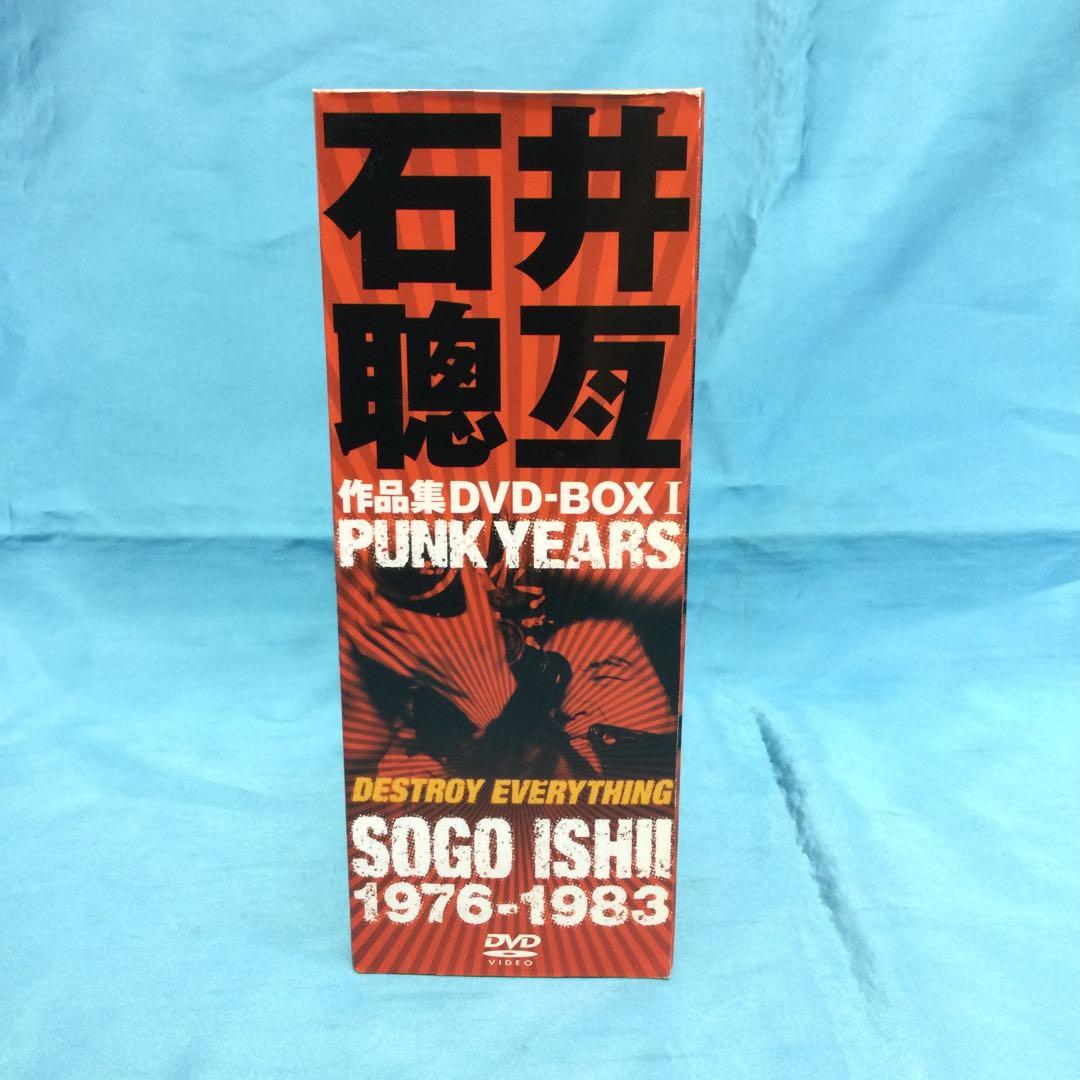 石井
聰亙
作品集DVD-BOX I
PUNK YEARS
DESTROY EVERYTHING
SOGO ISHII
1976-1983
DVD
VIDEO